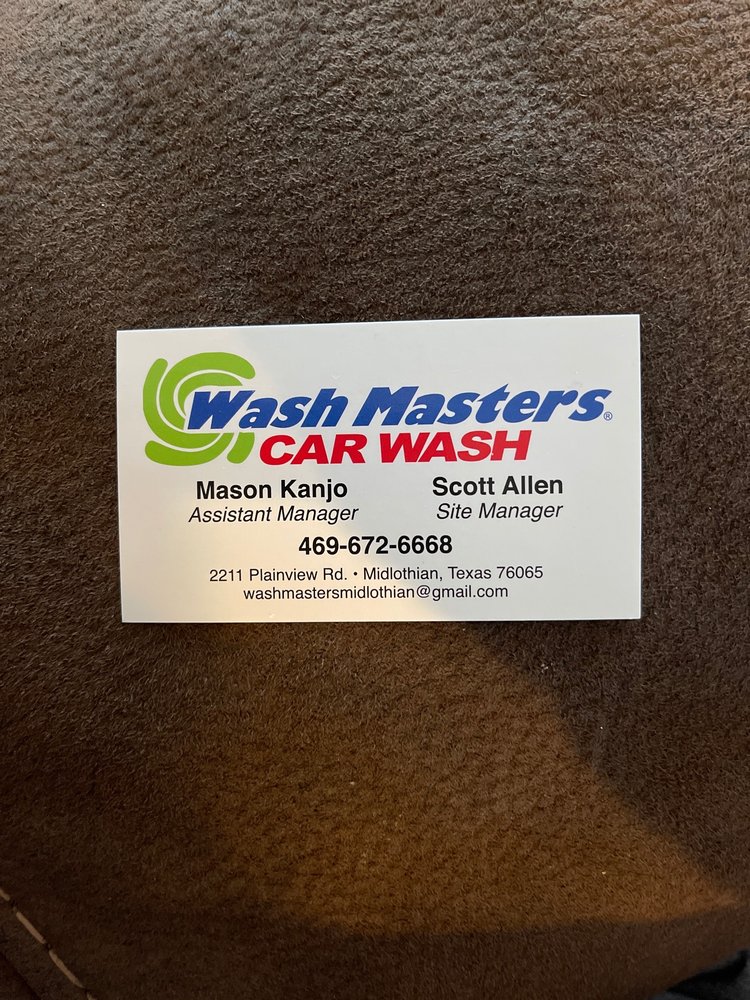 Wash Masters®
CAR WASH
Mason Kanjo
Assistant Manager
Scott Allen
Site Manager
469-672-6668
2211 Plainview Rd. • Midlothian, Texas 76065
washmastersmidlothian@gmail.com